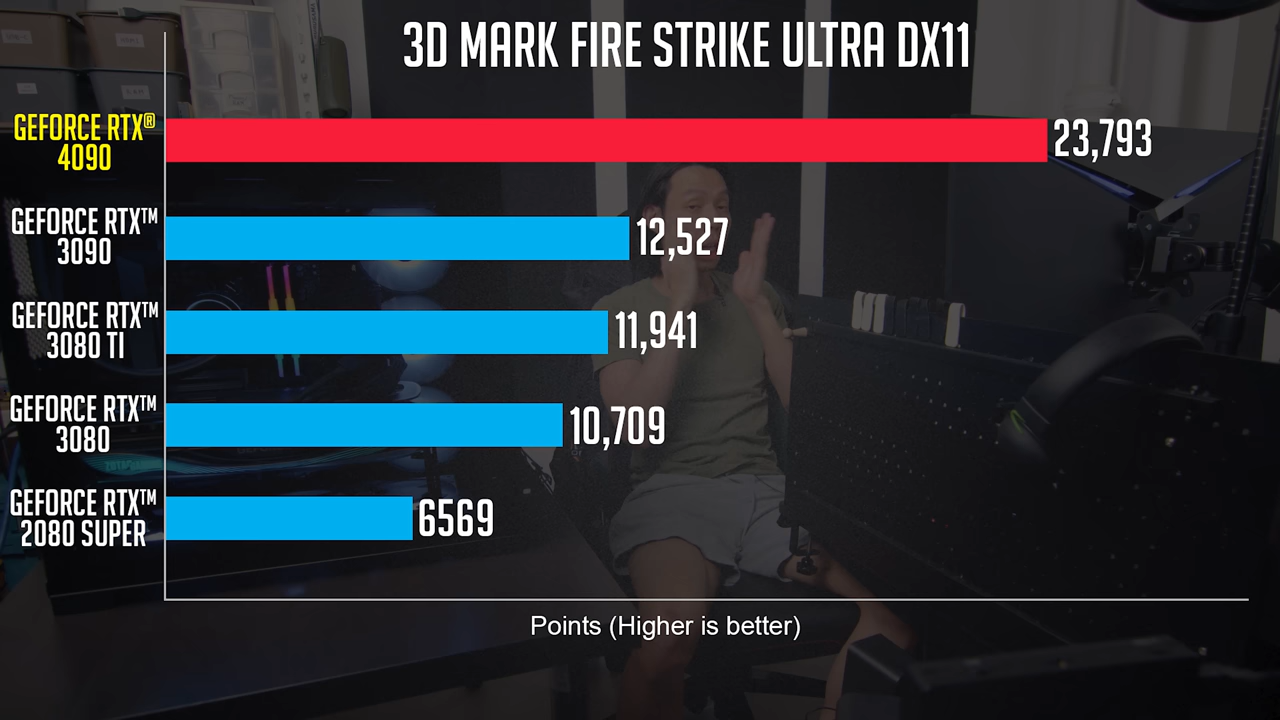 3D MARK FIRE STRIKE ULTRA DX11
GEFORCE RTX®
4090
23,793
GEFORCE RTX™
3090
12,527
GEFORCE RTX™
3080 TI
11,941
GEFORCE RTX™
3080
10,709
GEFORCE RTX™
2080 SUPER
6569
Points (Higher is better)